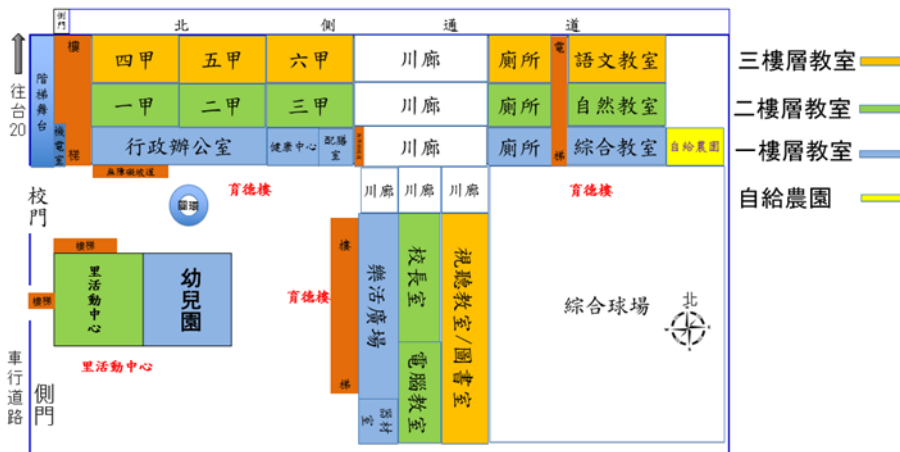 側門
北側通道
往台20
階梯舞台
樓梯
四甲
五甲
六甲
川廊
廁所
電梯
語文教室
一甲
二甲
三甲
川廊
廁所
自然教室
機電室
行政辦公室
健康中心
配膳室
川廊
廁所
綜合教室
自給農園
無障礙坡道
育德樓
育德樓
川廊
川廊
川廊
校門
樓梯
樓梯
里活動中心
幼兒園
里活動中心
育德樓
樓梯
樂活廣場
器材室
校長室
電腦教室
視聽教室/圖書室
綜合球場
北
車行道路
側門
三樓層教室
二樓層教室
一樓層教室
自給農園